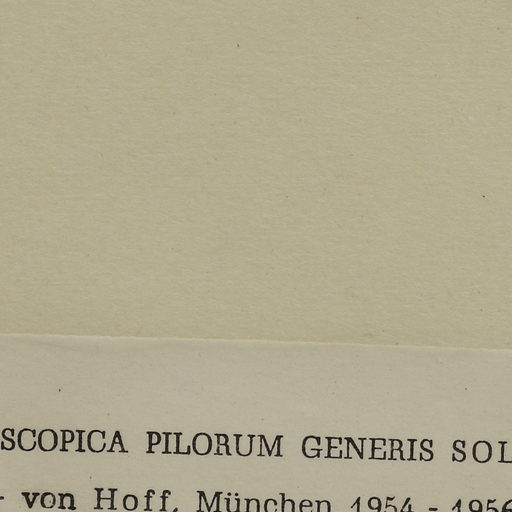 SCOPICA PILORUM GENERIS SOL
- von Hoff, München 1954 - 1956